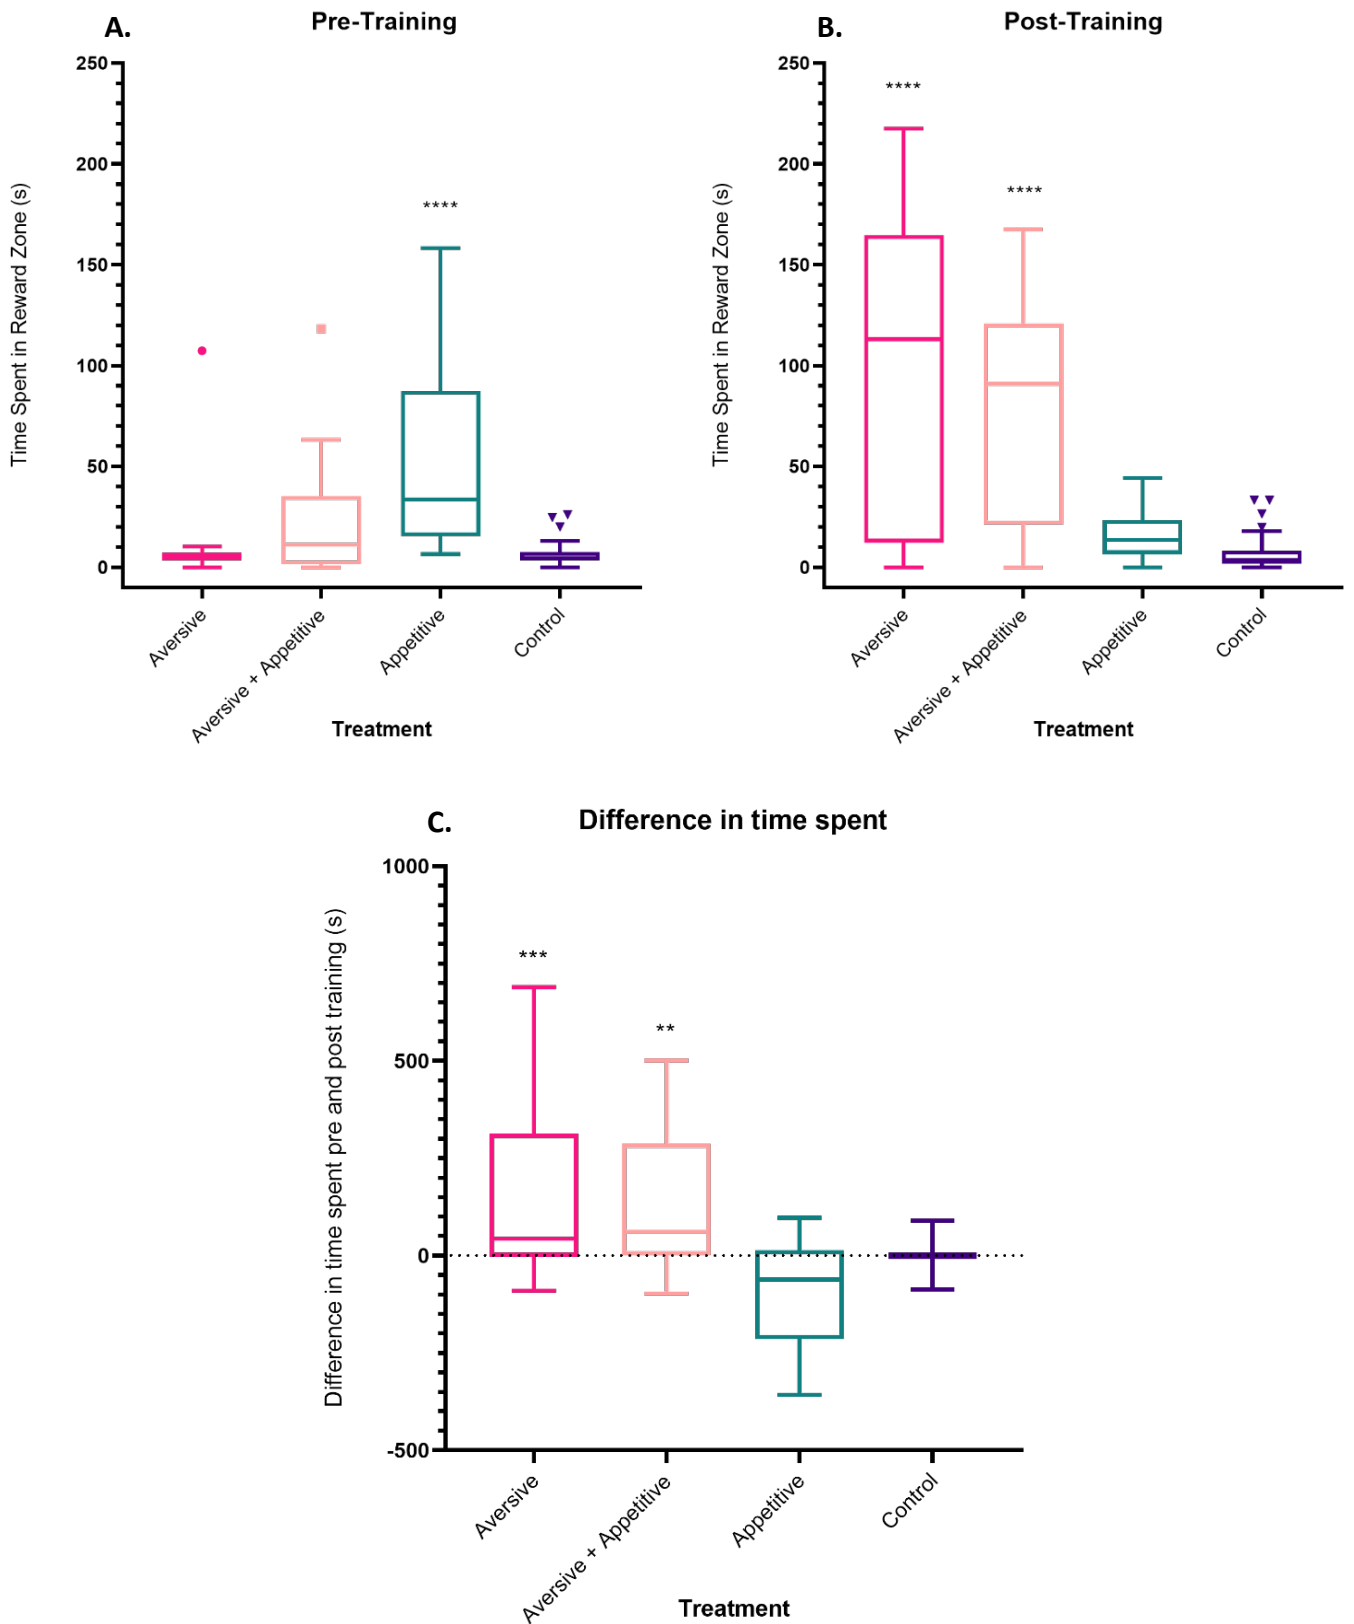 A.
Pre-Training
Time Spent in Reward Zone (s)
250
200
150
100
50
0
****
Aversive
Aversive + Appetitive
Appetitive
Control
Treatment
B.
Post-Training
Time Spent in Reward Zone (s)
250
200
150
100
50
0
****
****
Aversive
Aversive + Appetitive
Appetitive
Control
Treatment
C.
Difference in time spent
Difference in time spent pre and post training (s)
1000
500
0
-500
***
**
Aversive
Aversive + Appetitive
Appetitive
Control
Treatment